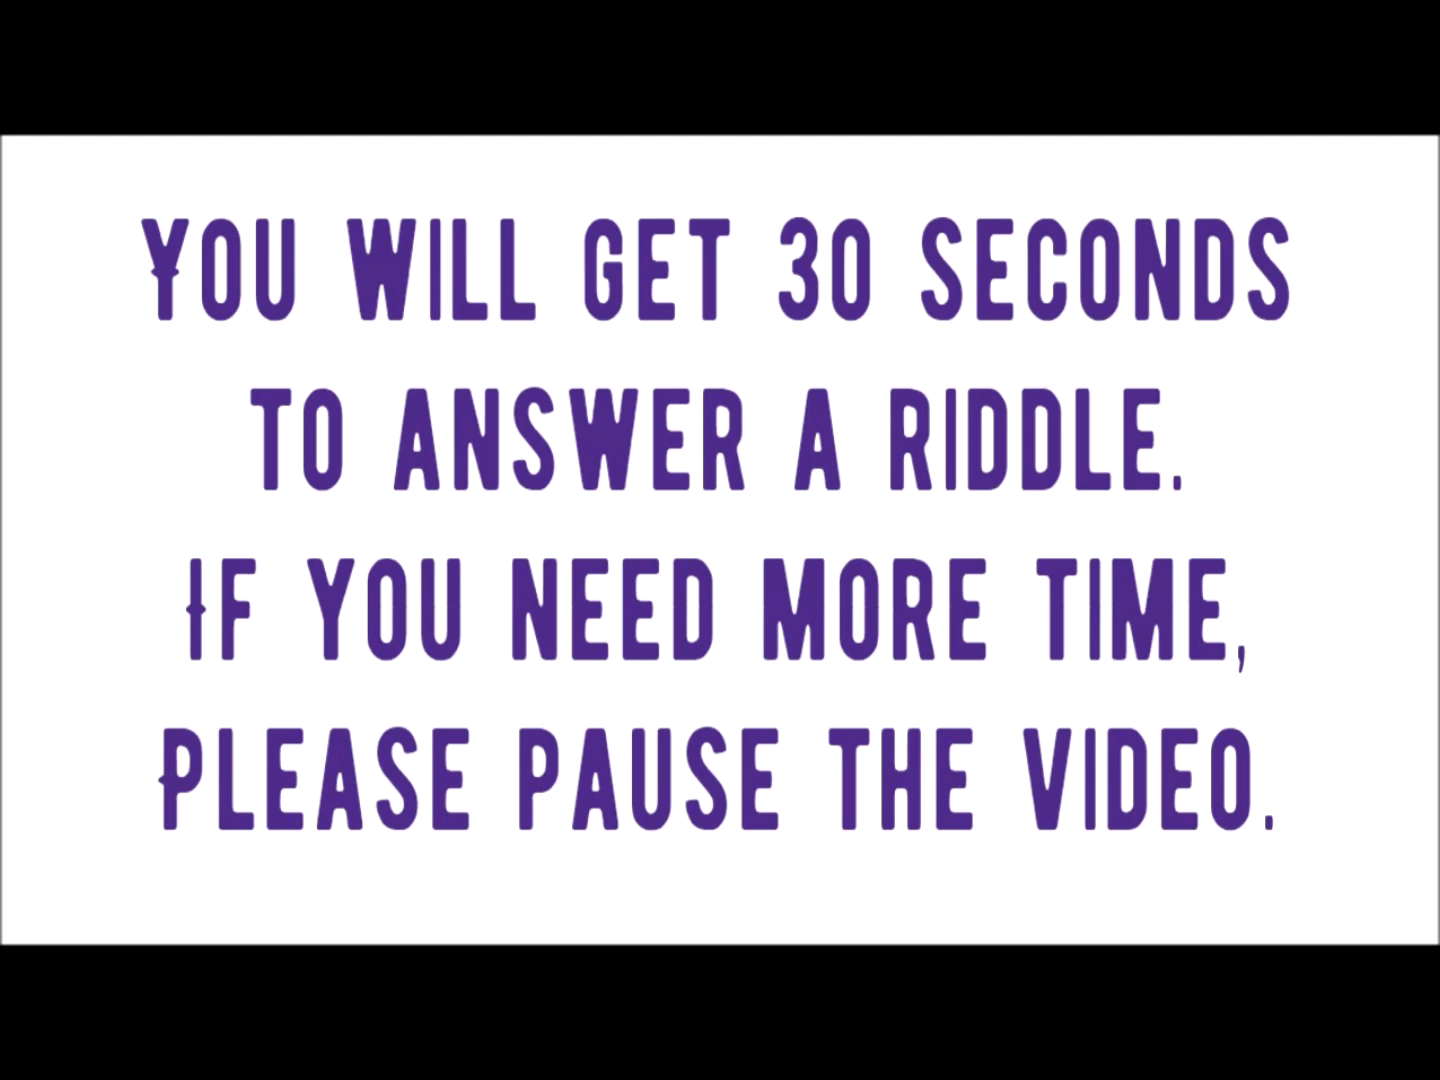 You will get 30 seconds
to answer a riddle.
If you need more time,
Please pause the video.